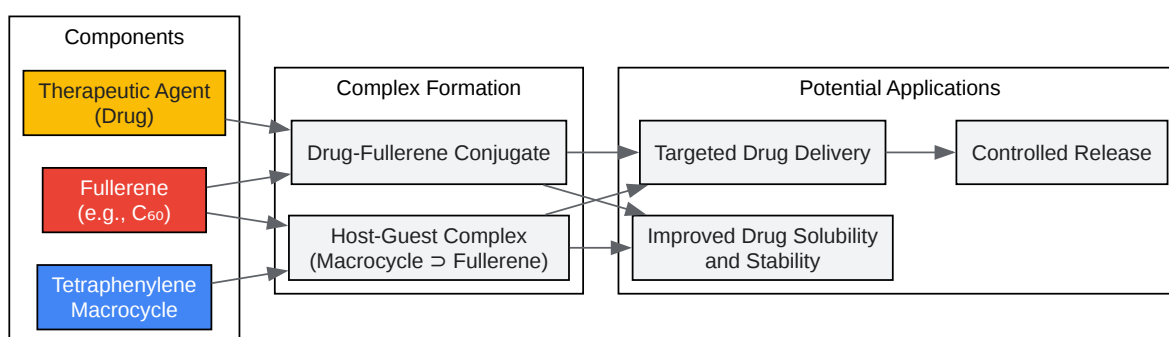 Components
Therapeutic Agent
(Drug)
Fullerene
(e.g., C₆₀)
Tetraphenylene
Macrocycle
Complex Formation
Drug-Fullerene Conjugate
Host-Guest Complex
(Macrocycle ⊃ Fullerene)
Potential Applications
Targeted Drug Delivery
Controlled Release
Improved Drug Solubility
and Stability